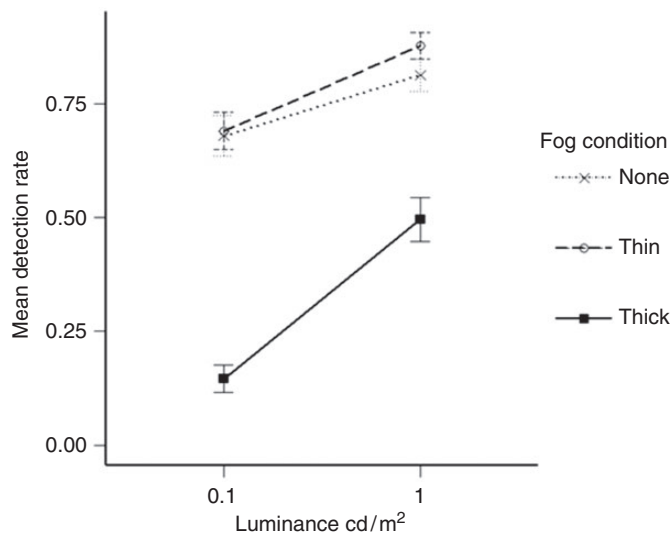 Mean detection rate
0.75
0.50
0.25
0.00
0.1
1
Luminance cd/m²
Fog condition
None
Thin
Thick